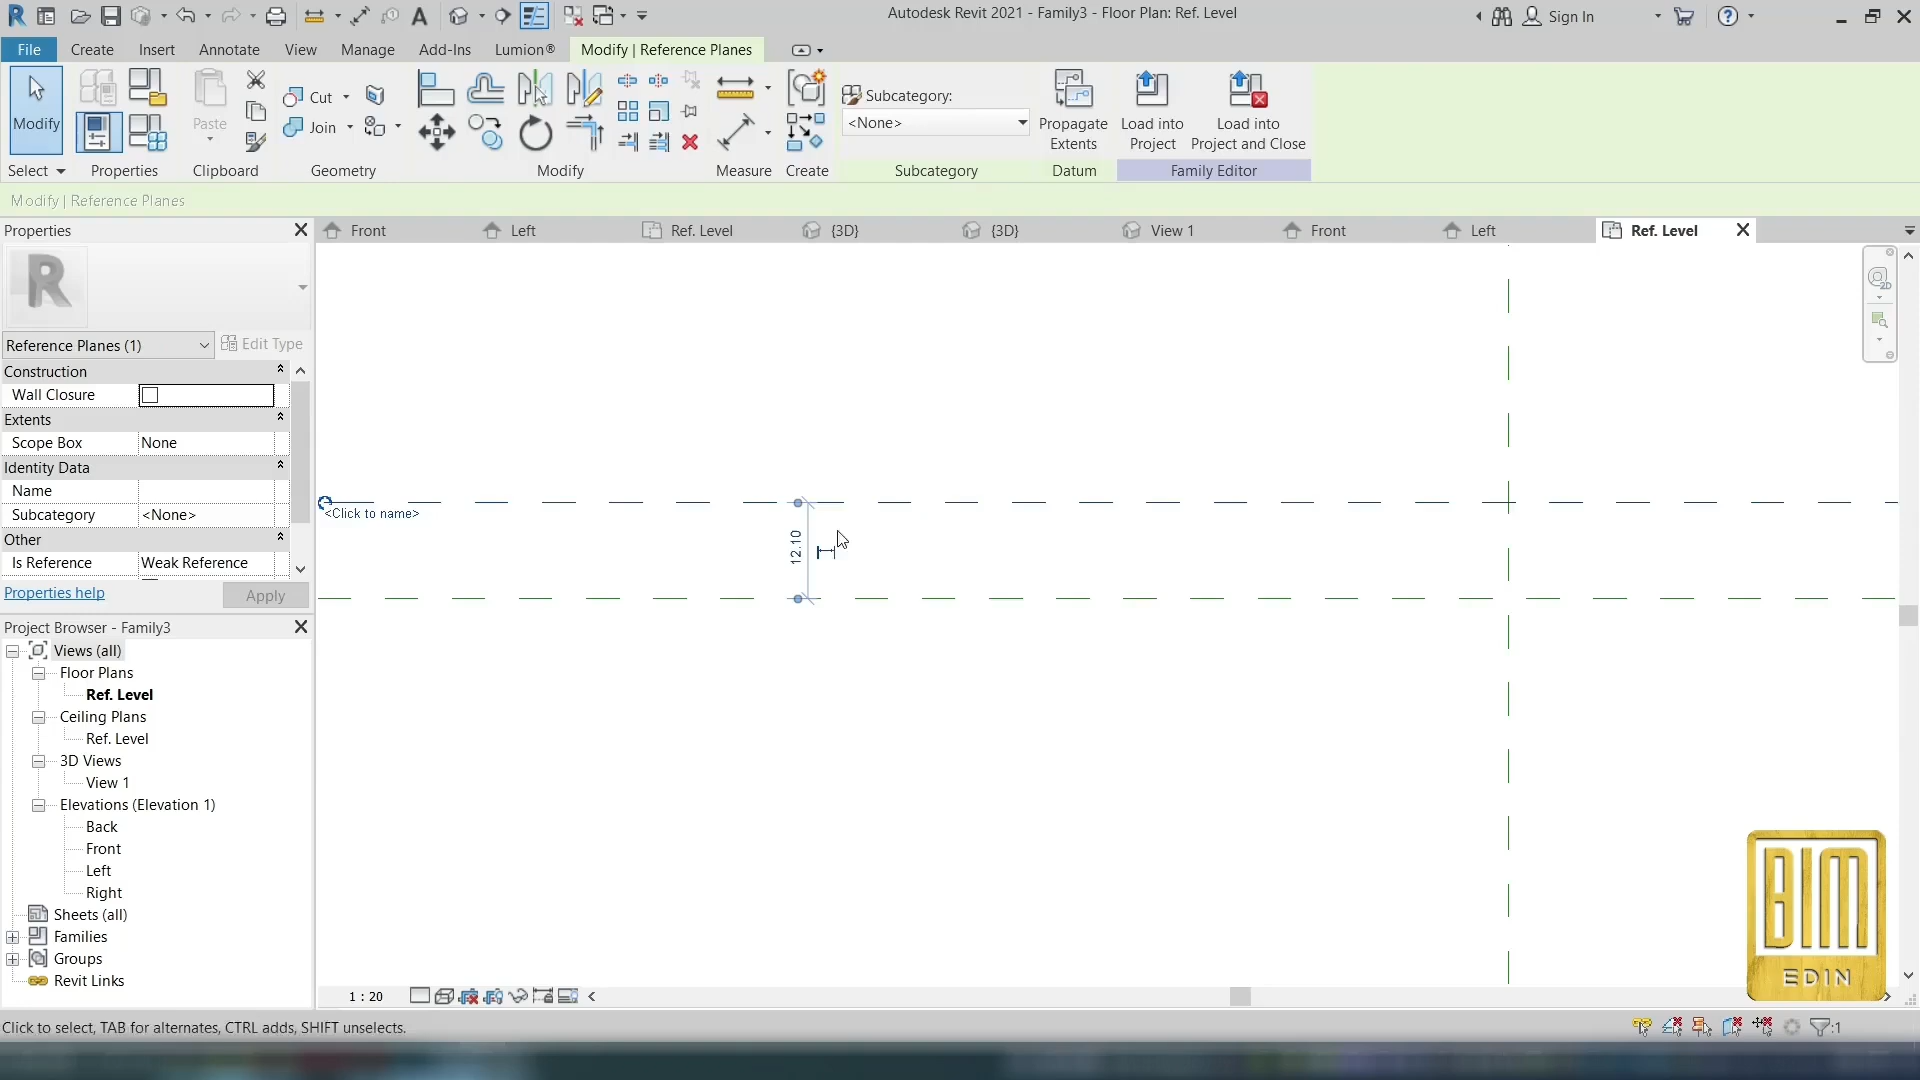 Autodesk Revit 2021 - Family3 - Floor Plan: Ref. Level
Sign In
File Create Insert Annotate View Manage Add-Ins Lumion® Modify | Reference Planes
Modify
Paste
Cut
Join
Subcategory:
<None>
Propagate Extents
Load into Project
Load into Project and Close
Select Properties Clipboard Geometry Modify Measure Create Subcategory Datum Family Editor
Modify | Reference Planes
Properties
Front Left Ref. Level {3D} {3D} View 1 Front Left Ref. Level
R
Reference Planes (1) Edit Type
Construction
Wall Closure
Extents
Scope Box None
Identity Data
Name
Subcategory <None>
Other
Is Reference Weak Reference
Properties help Apply
<Click to name>
12.10
2D
Project Browser - Family3
Views (all)
Floor Plans
Ref. Level
Ceiling Plans
Ref. Level
3D Views
View 1
Elevations (Elevation 1)
Back
Front
Left
Right
Sheets (all)
Families
Groups
Revit Links
1 : 20
BIM
EDIN
Click to select, TAB for alternates, CTRL adds, SHIFT unselects.
:1